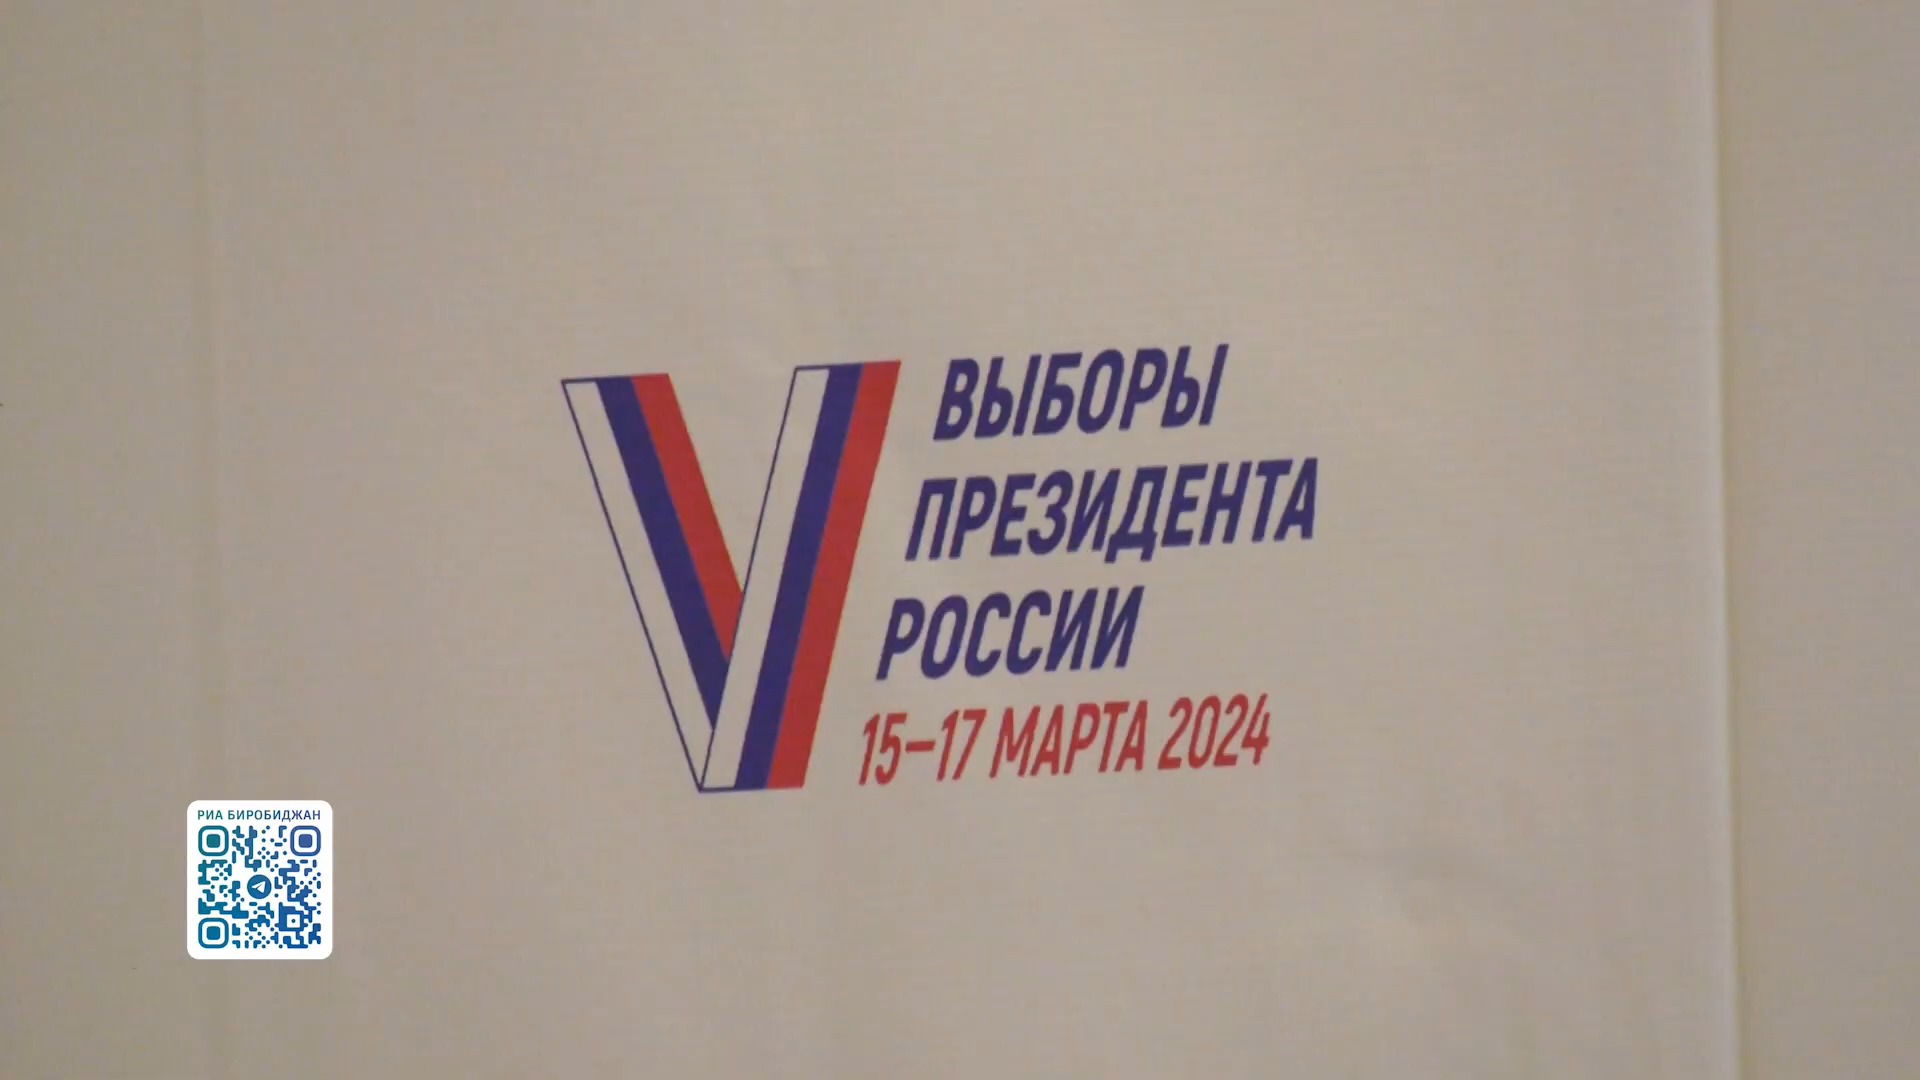 ВЫБОРЫ
ПРЕЗИДЕНТА
РОССИИ
15–17 МАРТА 2024
РИА БИРОБИДЖАН